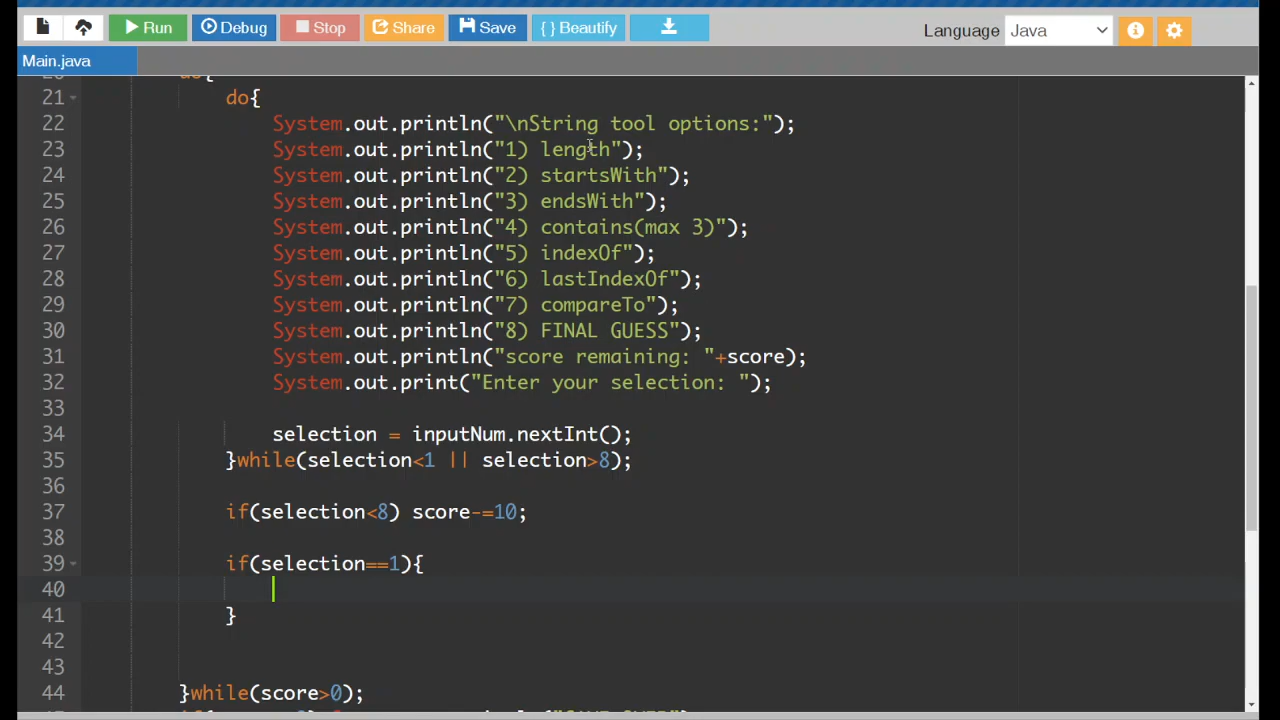 Run Debug Stop Share Save { } Beautify Language Java
Main.java
21 do{
22 System.out.println("\nString tool options:");
23 System.out.println("1) length");
24 System.out.println("2) startsWith");
25 System.out.println("3) endsWith");
26 System.out.println("4) contains(max 3)");
27 System.out.println("5) indexOf");
28 System.out.println("6) lastIndexOf");
29 System.out.println("7) compareTo");
30 System.out.println("8) FINAL GUESS");
31 System.out.println("score remaining: "+score);
32 System.out.print("Enter your selection: ");
33
34 selection = inputNum.nextInt();
35 }while(selection<1 || selection>8);
36
37 if(selection<8) score-=10;
38
39 if(selection==1){
40
41 }
42
43
44 }while(score>0);